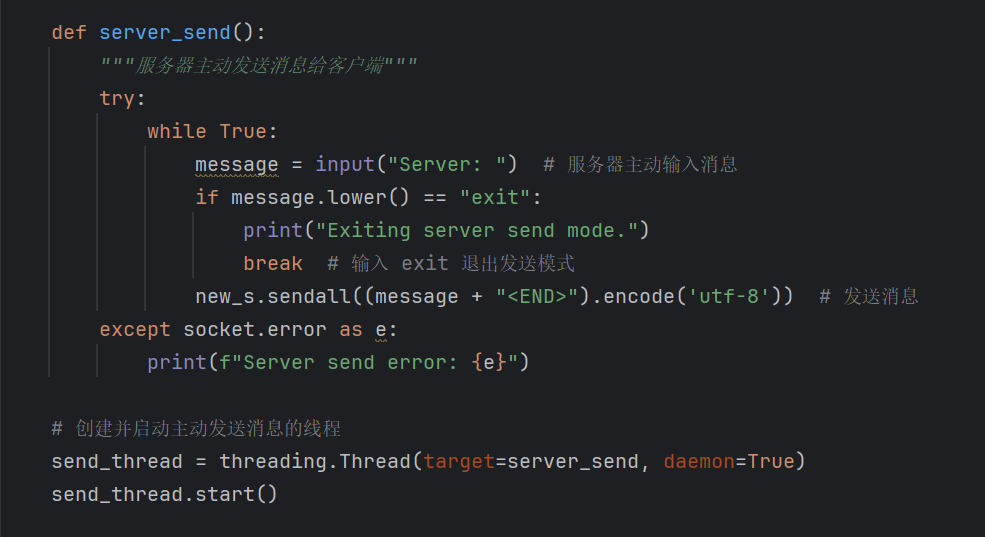 def server_send():
"""服务器主动发送消息给客户端"""
try:
while True:
message = input("Server: ")  # 服务器主动输入消息
if message.lower() == "exit":
print("Exiting server send mode.")
break  # 输入 exit 退出发送模式
new_s.sendall((message + "<END>").encode('utf-8'))  # 发送消息
except socket.error as e:
print(f"Server send error: {e}")
# 创建并启动主动发送消息的线程
send_thread = threading.Thread(target=server_send, daemon=True)
send_thread.start()